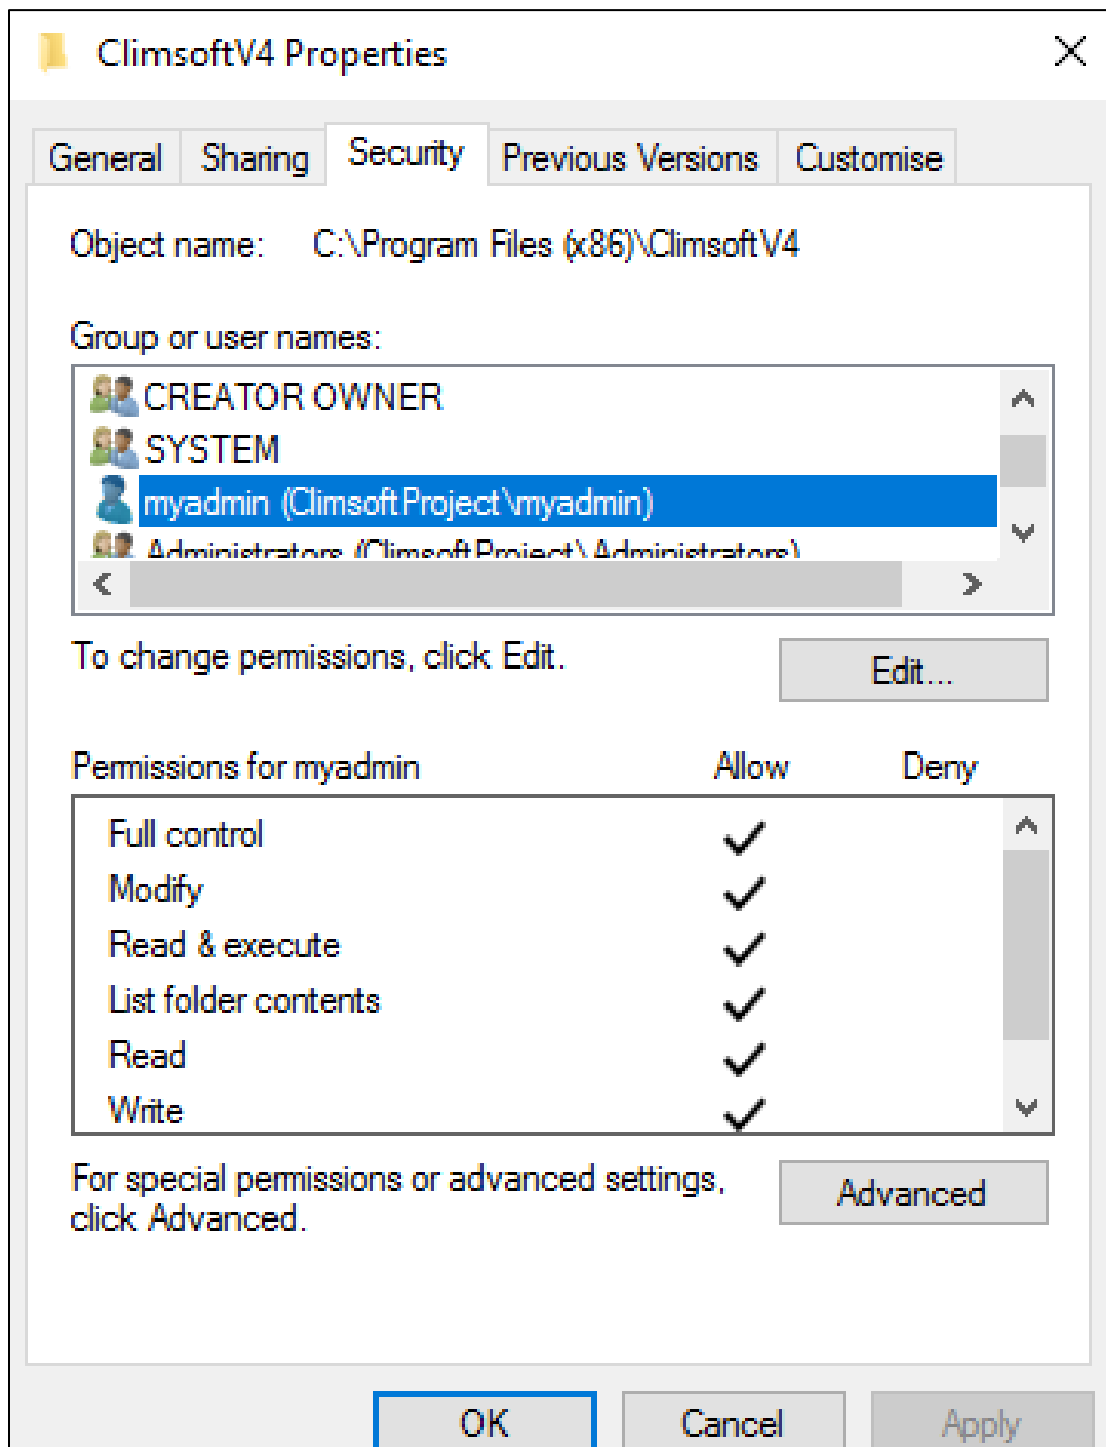 ClimsoftV4 Properties
General Sharing Security Previous Versions Customise
Object name: C:\Program Files (x86)\ClimsoftV4
Group or user names:
CREATOR OWNER
SYSTEM
myadmin (ClimsoftProject\myadmin)
Administrators (ClimsoftProject\Administrators)
To change permissions, click Edit.
Edit...
Permissions for myadmin Allow Deny
Full control
Modify
Read & execute
List folder contents
Read
Write
For special permissions or advanced settings,
click Advanced.
Advanced
OK Cancel Apply